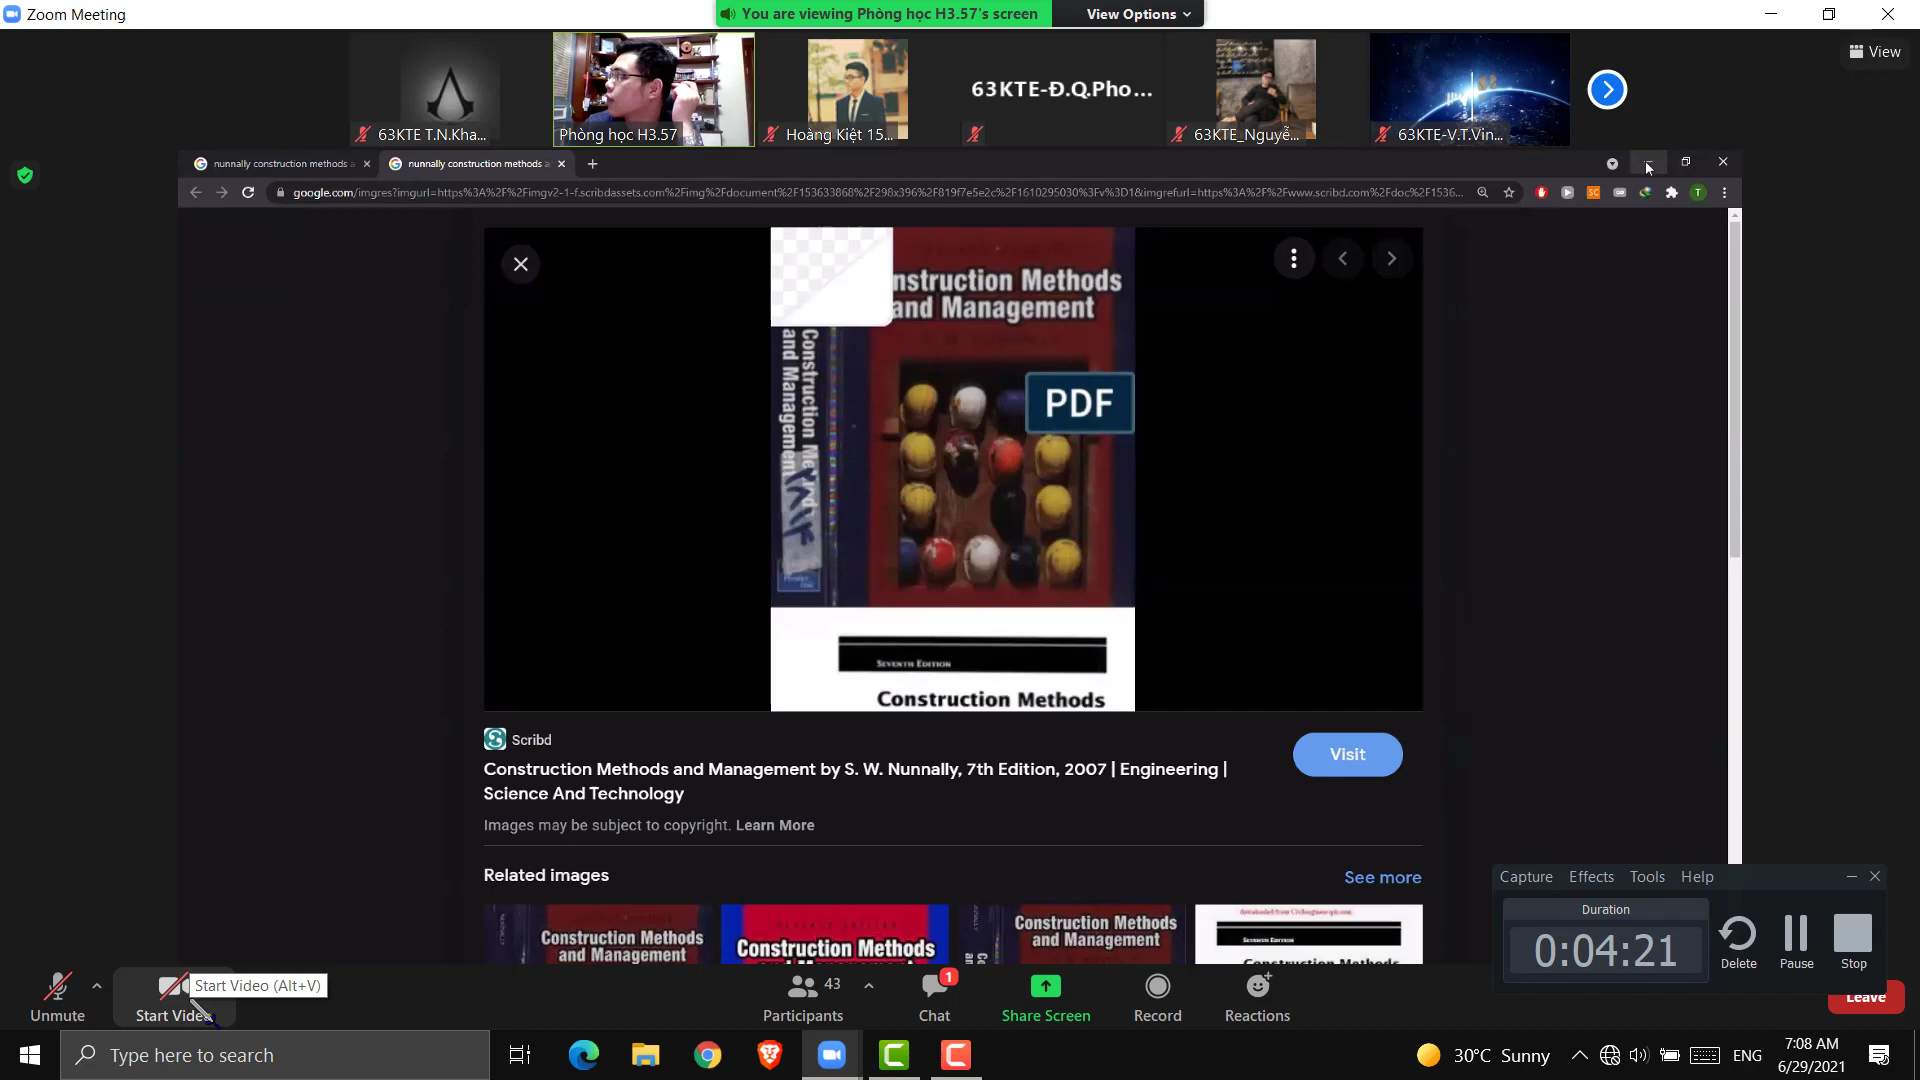 Zoom Meeting
You are viewing Phòng học H3.57's screen
View Options
View
63KTE T.N.Kha...
Phòng học H3.57
Hoàng Kiệt 15...
63KTE-Đ.Q.Pho...
63KTE_Nguyễ...
63KTE-V.T.Vin...
nunnally construction methods a
nunnally construction methods a
google.com/imgres?imgurl=https%3A%2F%2Fimgv2-1-f.scribdassets.com%2Fimg%2Fdocument%2F153633868%2F298x396%2F819f7e5e2c%2F1610295030%3Fv%3D1&imgrefurl=https%3A%2F%2Fwww.scribd.com%2Fdoc%2F1536...
nstruction Methods
and Management
Construction Methods
and Management
PDF
SEVENTH EDITION
Construction Methods
Scribd
Construction Methods and Management by S. W. Nunnally, 7th Edition, 2007 | Engineering |
Science And Technology
Visit
Images may be subject to copyright. Learn More
Related images
See more
Construction Methods
and Management
Construction Methods
Construction Methods
and Management
SEVENTH EDITION
Capture Effects Tools Help
Duration
0:04:21
Delete
Pause
Stop
Unmute
Start Video
Start Video (Alt+V)
43
Participants
1
Chat
Share Screen
Record
Reactions
Leave
Type here to search
30°C Sunny
ENG
7:08 AM
6/29/2021